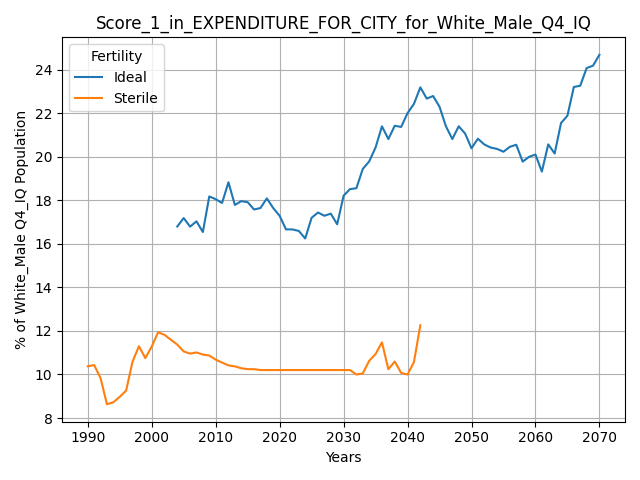 Score_1_in_EXPENDITURE_FOR_CITY_for_White_Male_Q4_IQ
Fertility
Ideal
Sterile
% of White_Male Q4_IQ Population
24
22
20
18
16
14
12
10
8
1990 2000 2010 2020 2030 2040 2050 2060 2070
Years